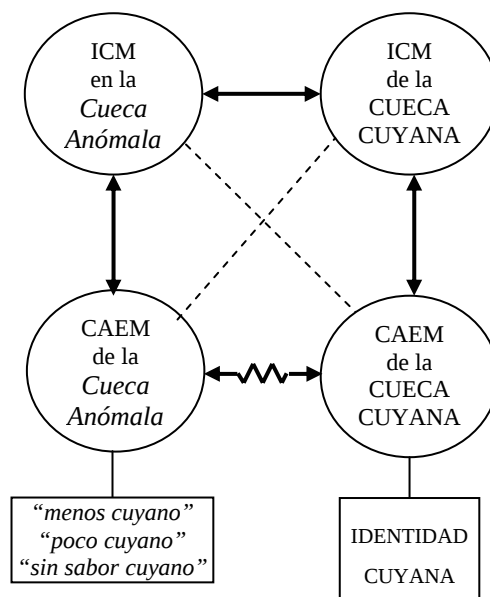 ICM
en la
Cueca
Anómala
ICM
de la
CUECA
CUYANA
CAEM
de la
Cueca
Anómala
CAEM
de la
CUECA
CUYANA
“menos cuyano”
“poco cuyano”
“sin sabor cuyano”
IDENTIDAD
CUYANA